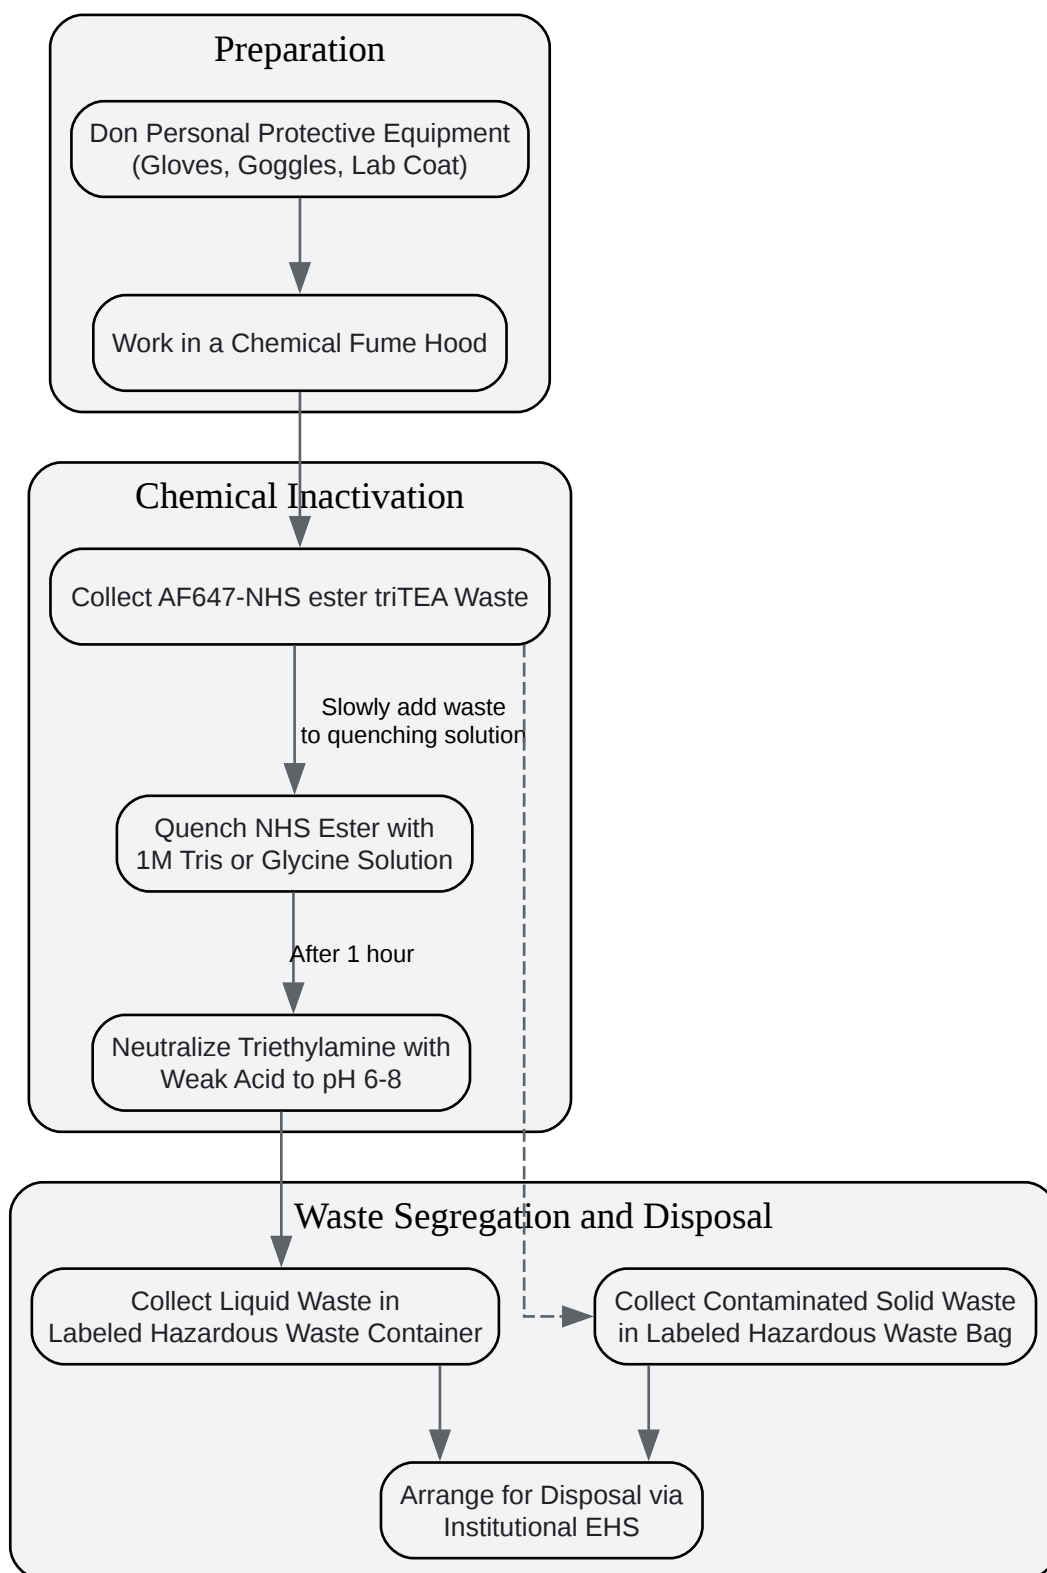 Preparation
Don Personal Protective Equipment
(Gloves, Goggles, Lab Coat)
Work in a Chemical Fume Hood
Chemical Inactivation
Collect AF647-NHS ester triTEA Waste
Slowly add waste
to quenching solution
Quench NHS Ester with
1M Tris or Glycine Solution
After 1 hour
Neutralize Triethylamine with
Weak Acid to pH 6-8
Waste Segregation and Disposal
Collect Liquid Waste in
Labeled Hazardous Waste Container
Collect Contaminated Solid Waste
in Labeled Hazardous Waste Bag
Arrange for Disposal via
Institutional EHS